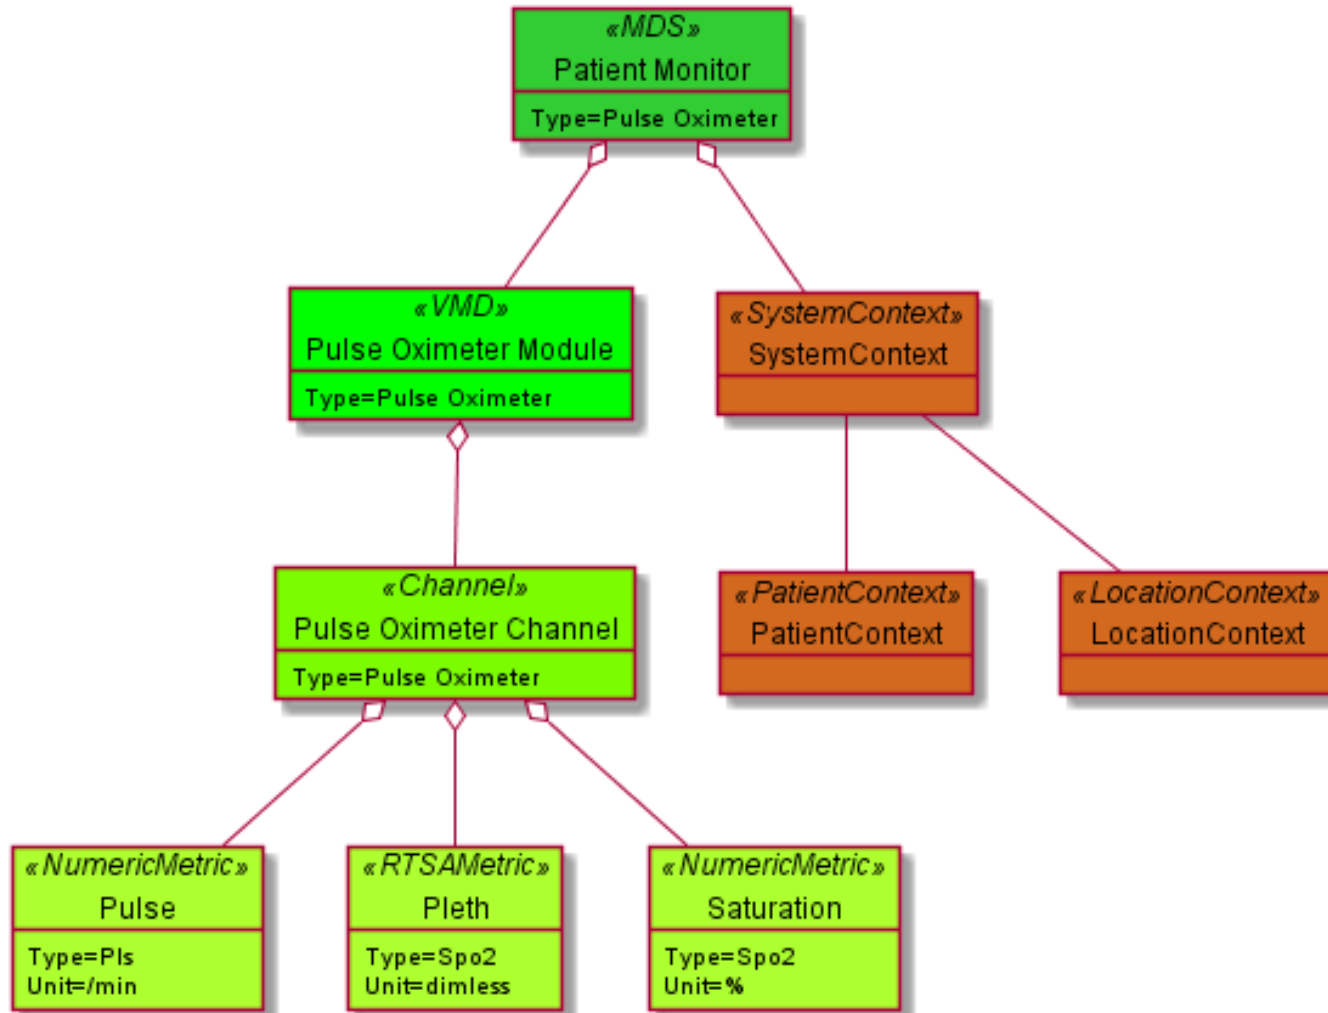 «MDS»
Patient Monitor
Type=Pulse Oximeter
«VMD»
Pulse Oximeter Module
Type=Pulse Oximeter
«SystemContext»
SystemContext
«Channel»
Pulse Oximeter Channel
Type=Pulse Oximeter
«PatientContext»
PatientContext
«LocationContext»
LocationContext
«NumericMetric»
Pulse
Type=Pls
Unit=/min
«RTSAMetric»
Pleth
Type=Spo2
Unit=dimless
«NumericMetric»
Saturation
Type=Spo2
Unit=%